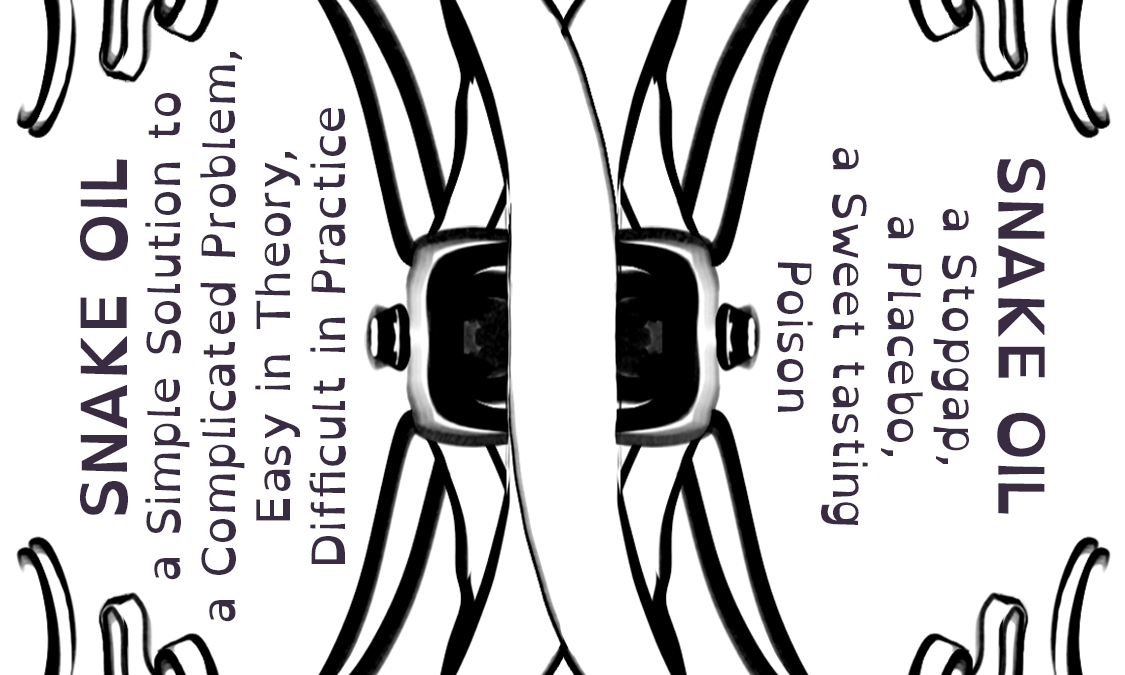 SNAKE OIL
a Simple Solution to
a Complicated Problem,
Easy in Theory,
Difficult in Practice
SNAKE OIL
a Stopgap,
a Placebo,
a Sweet tasting
Poison